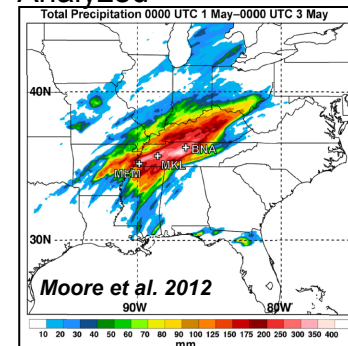 Analyzed
Total Precipitation 0000 UTC 1 May–0000 UTC 3 May
40N
BNA
MKL
MEM
30N
Moore et al. 2012
90W 80W
10 20 30 40 50 60 70 80 90 100 125 150 175 200 250 300 350 400
mm